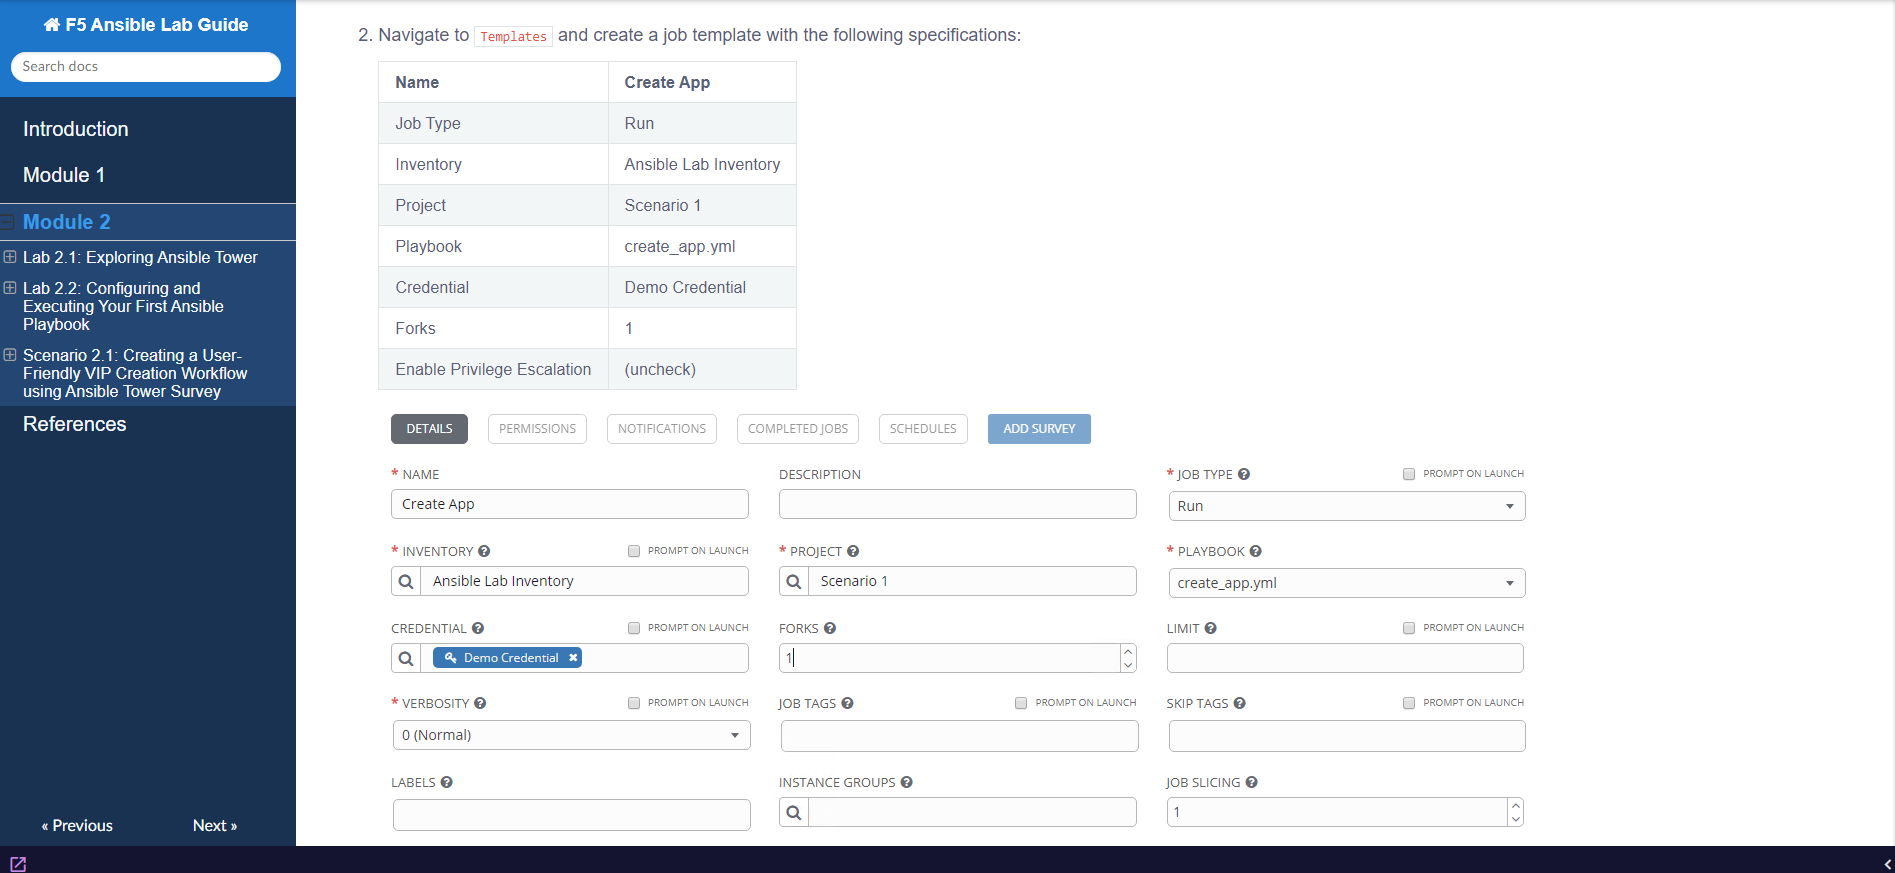 F5 Ansible Lab Guide
Search docs
Introduction
Module 1
Module 2
Lab 2.1: Exploring Ansible Tower
Lab 2.2: Configuring and
Executing Your First Ansible
Playbook
Scenario 2.1: Creating a User-
Friendly VIP Creation Workflow
using Ansible Tower Survey
References
« Previous Next »
2. Navigate to Templates and create a job template with the following specifications:
Name Create App
Job Type Run
Inventory Ansible Lab Inventory
Project Scenario 1
Playbook create_app.yml
Credential Demo Credential
Forks 1
Enable Privilege Escalation (uncheck)
DETAILS PERMISSIONS NOTIFICATIONS COMPLETED JOBS SCHEDULES ADD SURVEY
* NAME DESCRIPTION * JOB TYPE PROMPT ON LAUNCH
Create App Run
* INVENTORY PROMPT ON LAUNCH * PROJECT * PLAYBOOK
Ansible Lab Inventory Scenario 1 create_app.yml
CREDENTIAL PROMPT ON LAUNCH FORKS LIMIT PROMPT ON LAUNCH
Demo Credential 1
* VERBOSITY PROMPT ON LAUNCH JOB TAGS PROMPT ON LAUNCH SKIP TAGS PROMPT ON LAUNCH
0 (Normal)
LABELS INSTANCE GROUPS JOB SLICING
1